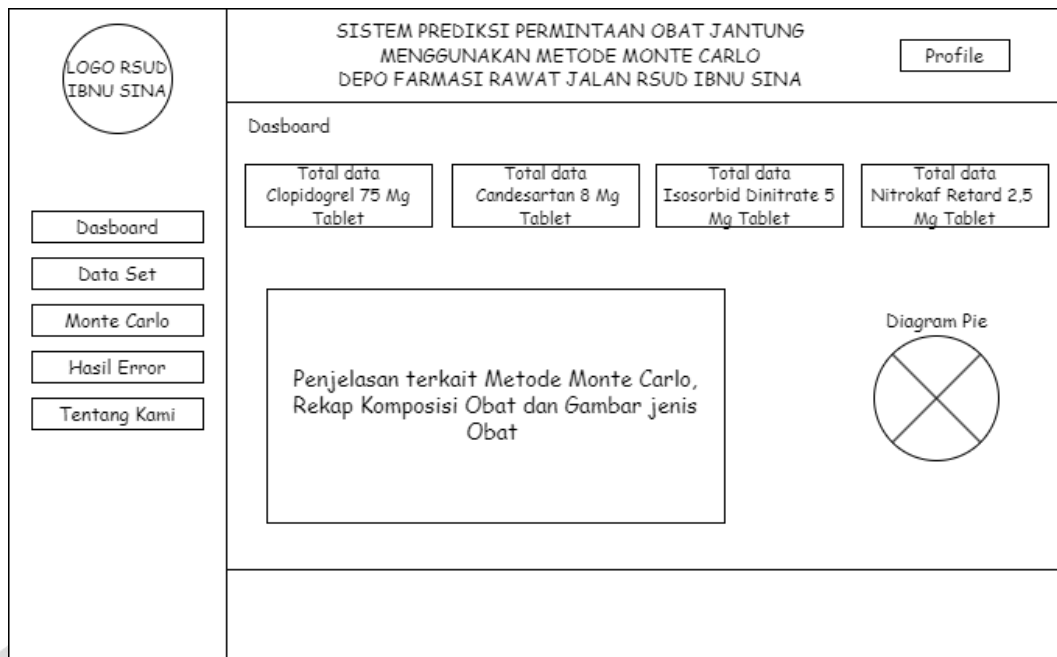 LOGO RSUD
IBNU SINA
SISTEM PREDIKSI PERMINTAAN OBAT JANTUNG
MENGGUNAKAN METODE MONTE CARLO
DEPO FARMASI RAWAT JALAN RSUD IBNU SINA
Profile
Dasboard
Data Set
Monte Carlo
Hasil Error
Tentang Kami
Dasboard
Total data
Clopidogrel 75 Mg
Tablet
Total data
Candesartan 8 Mg
Tablet
Total data
Isosorbid Dinitrate 5
Mg Tablet
Total data
Nitrokaf Retard 2,5
Mg Tablet
Penjelasan terkait Metode Monte Carlo,
Rekap Komposisi Obat dan Gambar jenis
Obat
Diagram Pie